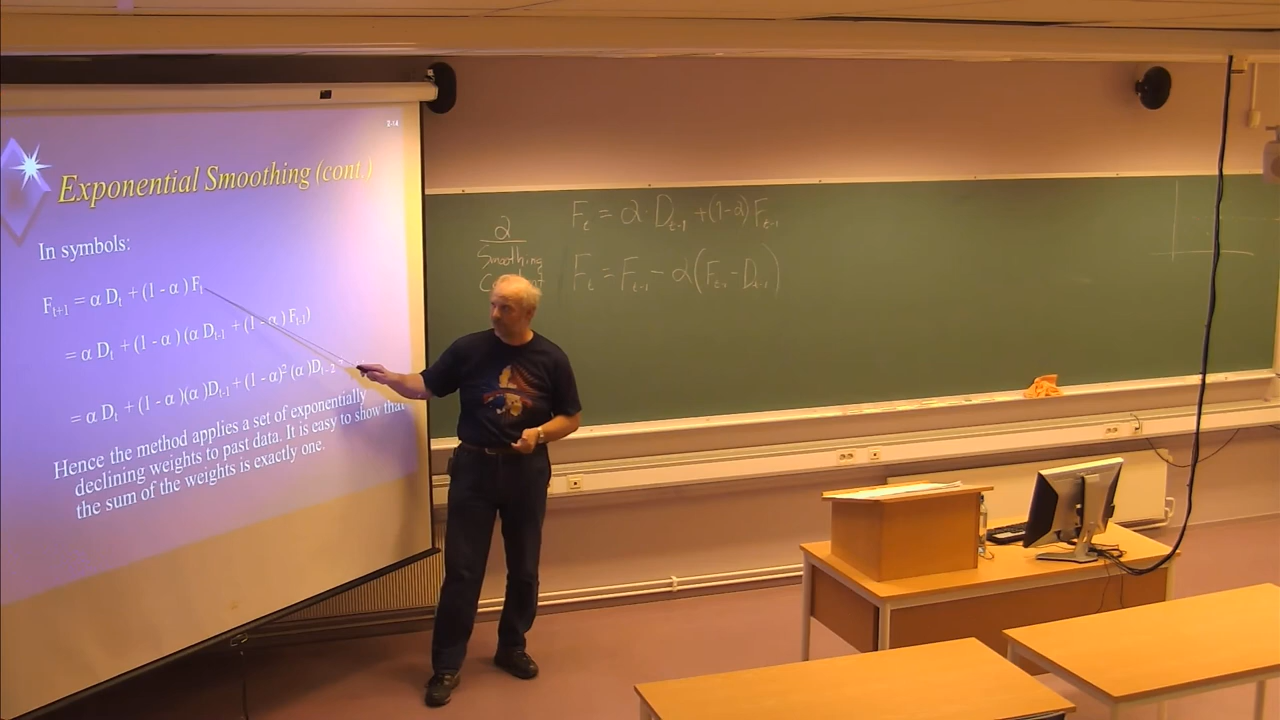 2-14
Exponential Smoothing (cont.)
In symbols:
Fₜ₊₁ = α Dₜ + (1 - α ) Fₜ
= α Dₜ + (1 - α ) (α Dₜ₋₁ + (1 - α ) Fₜ₋₁)
= α Dₜ + (1 - α )(α )Dₜ₋₁ + (1 - α )² (α )Dₜ₋₂
Hence the method applies a set of exponentially
declining weights to past data. It is easy to show that
the sum of the weights is exactly one.
α
Smoothing
Fₜ = α · Dₜ₋₁ + (1-α) Fₜ₋₁
Fₜ = Fₜ₋₁ - α (Fₜ₋₁ - Dₜ₋₁)